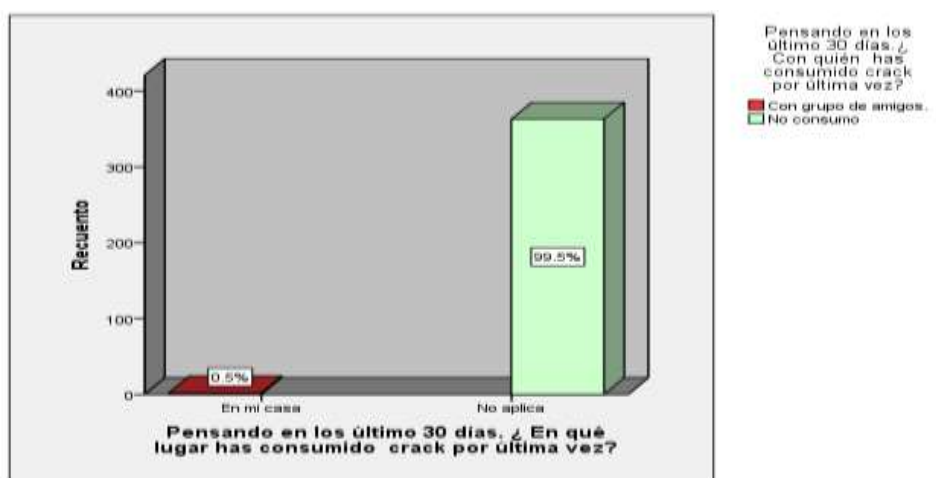 Pensando en los
último 30 días.¿
Con quién has
consumido crack
por última vez?
Con grupo de amigos.
No consumo
Recuento
400
300
200
100
0
99.5%
0.5%
En mi casa
No aplica
Pensando en los último 30 días. ¿ En qué
lugar has consumido crack por última vez?